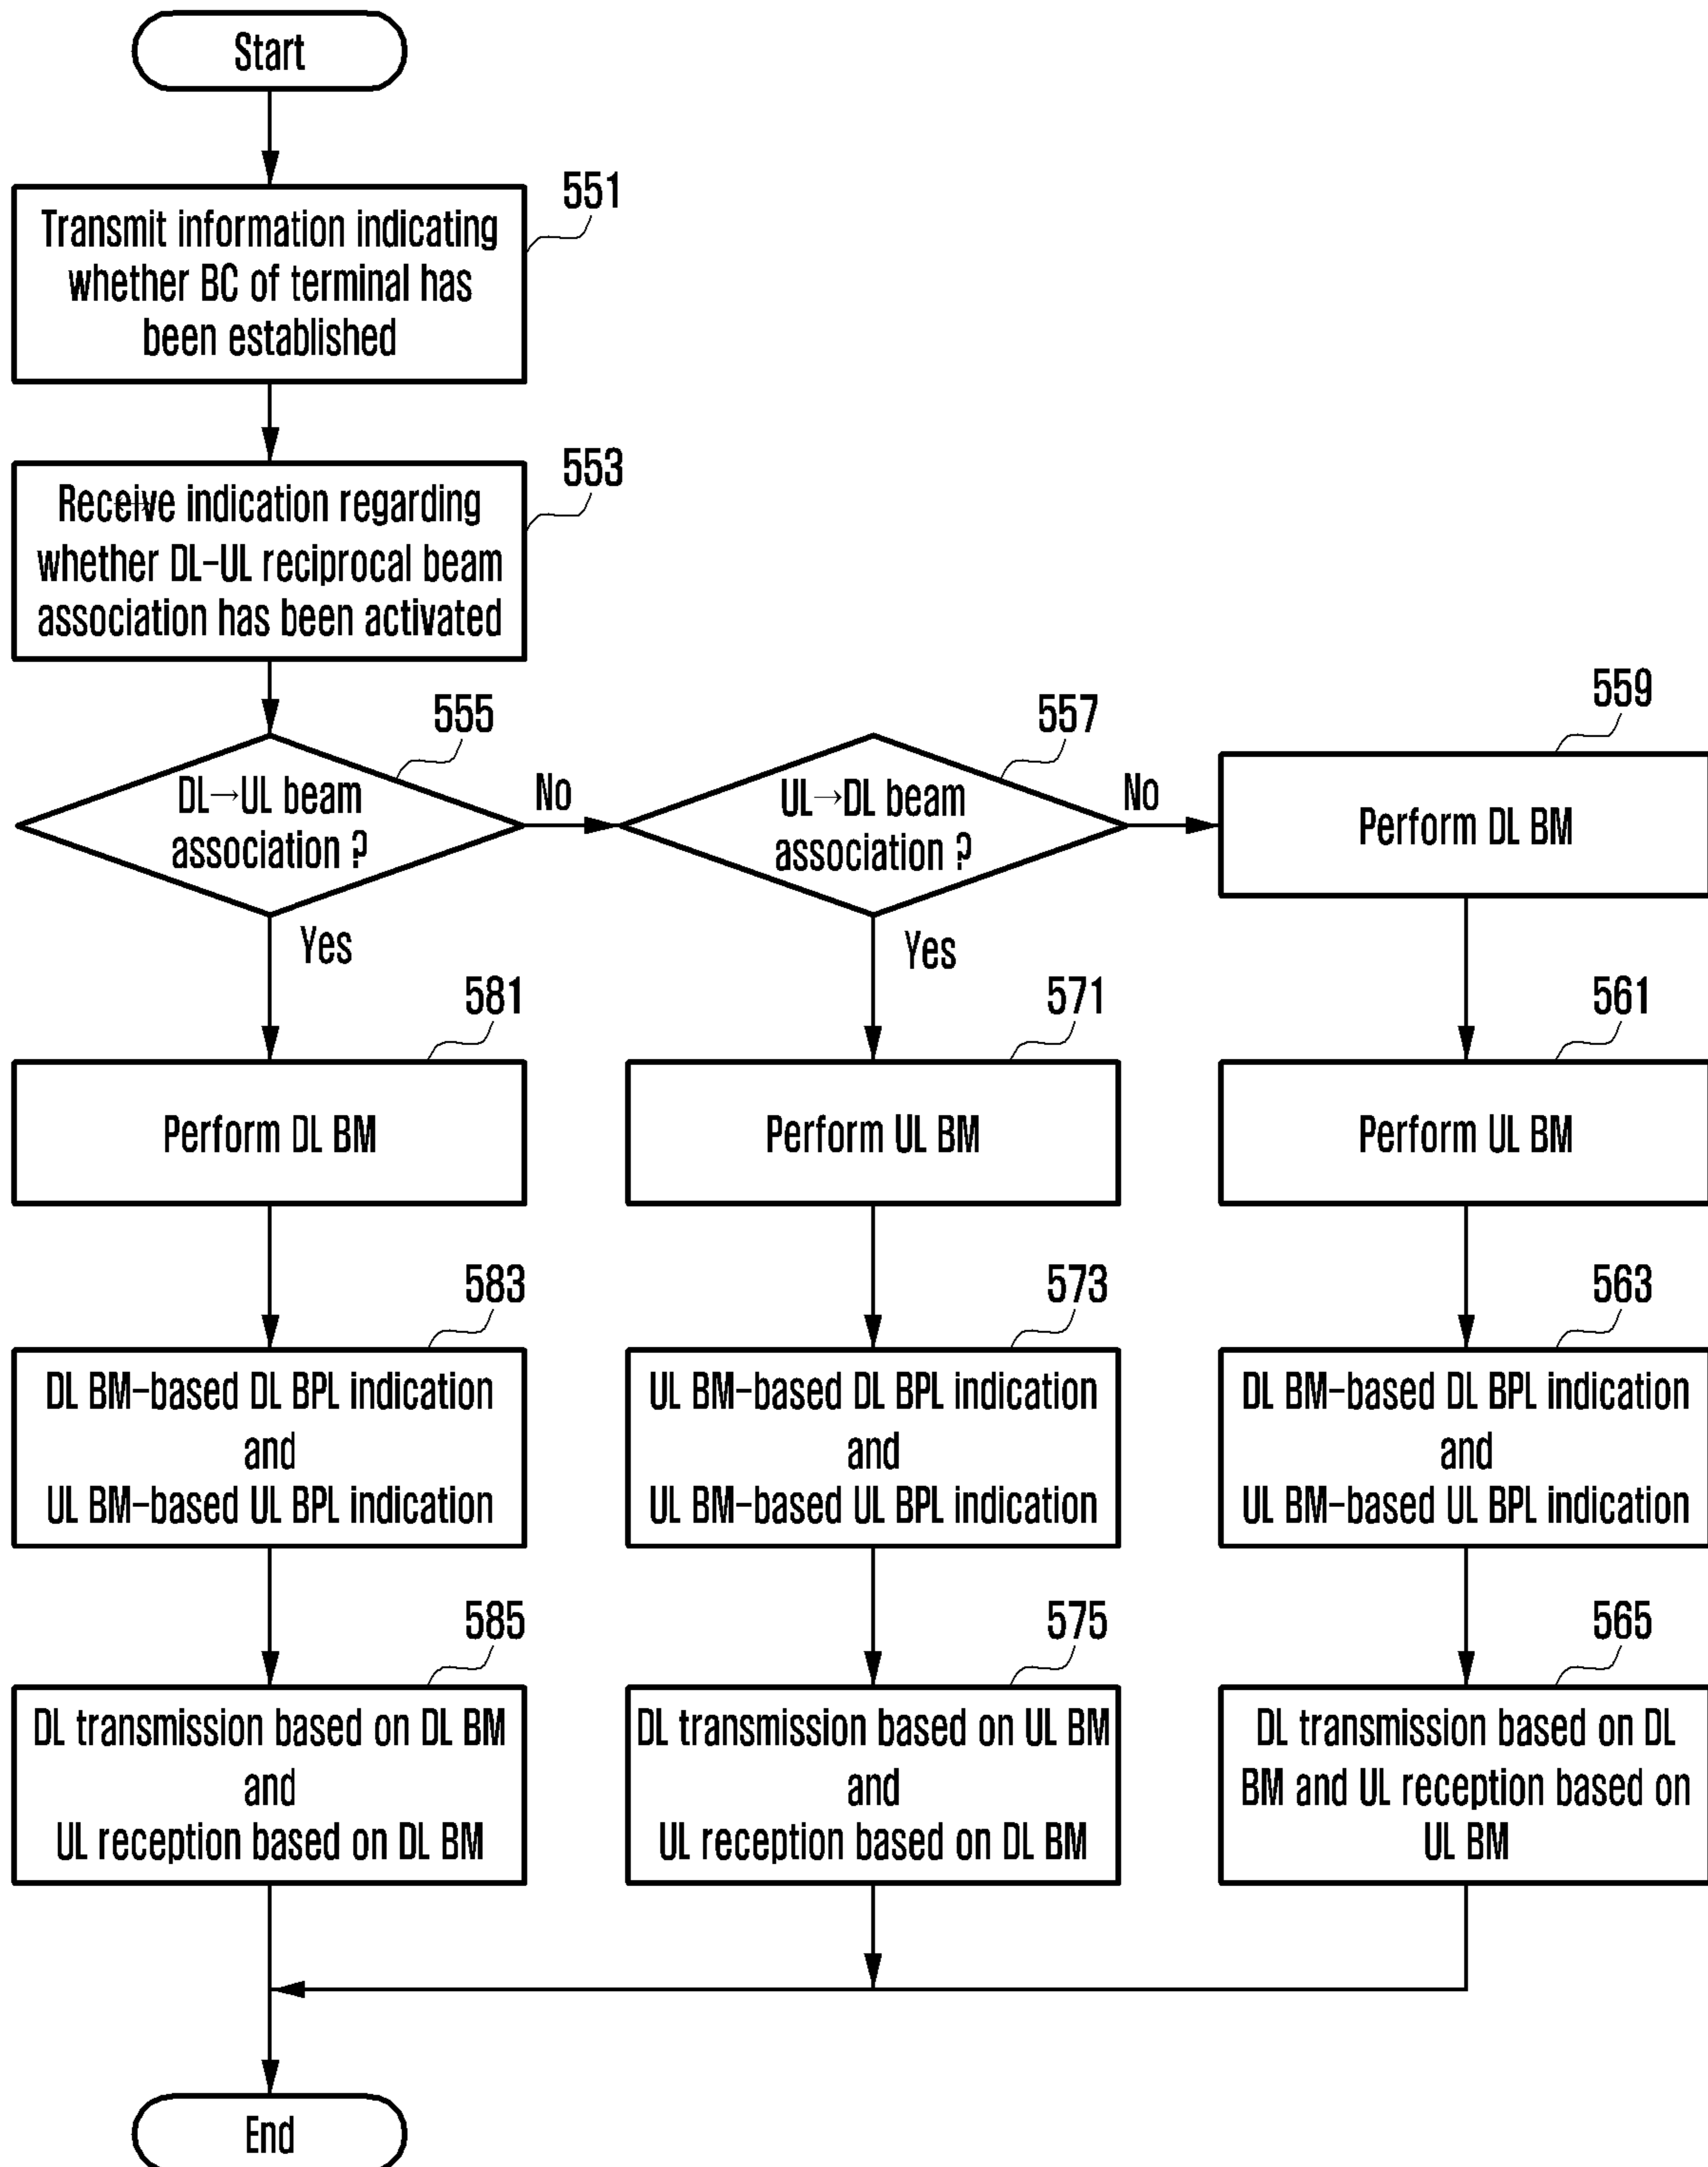 Start
551
Transmit information indicating
whether BC of terminal has
been established
553
Receive indication regarding
whether DL-UL reciprocal beam
association has been activated
555
DL→UL beam
association ?
No
Yes
557
UL→DL beam
association ?
No
Yes
559
Perform DL BM
581
Perform DL BM
571
Perform UL BM
561
Perform UL BM
583
DL BM-based DL BPL indication
and
UL BM-based UL BPL indication
573
UL BM-based DL BPL indication
and
UL BM-based UL BPL indication
563
DL BM-based DL BPL indication
and
UL BM-based UL BPL indication
585
DL transmission based on DL BM
and
UL reception based on DL BM
575
DL transmission based on UL BM
and
UL reception based on DL BM
565
DL transmission based on DL
BM and UL reception based on
UL BM
End